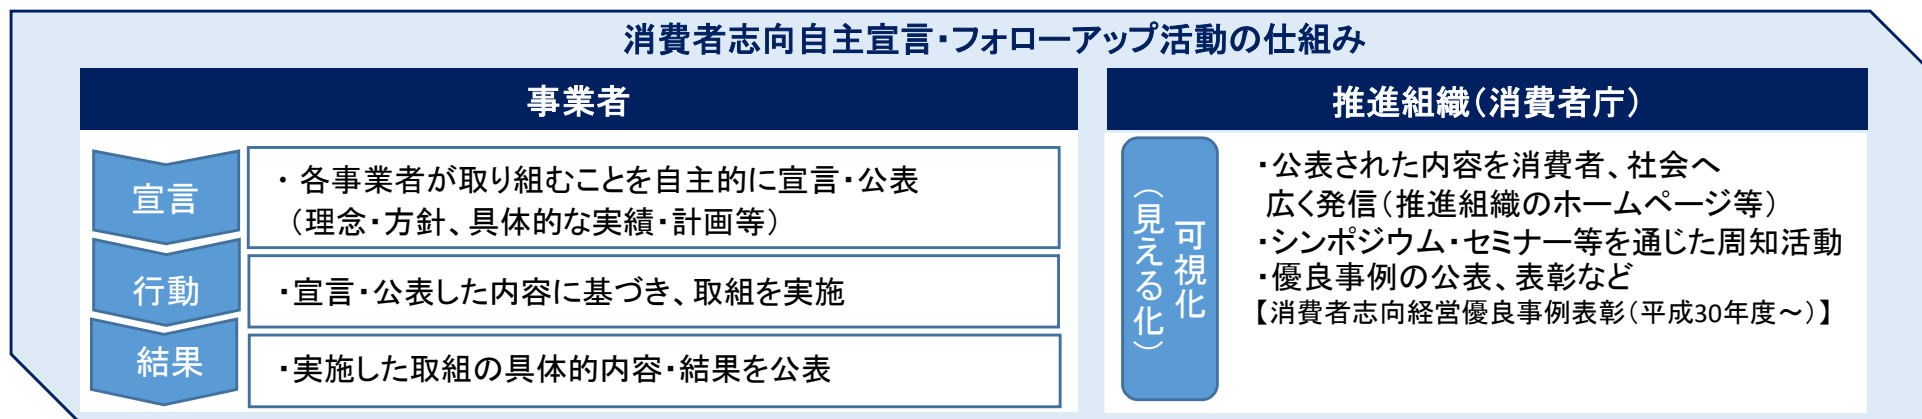 消費者志向自主宣言・フォローアップ活動の仕組み
事業者
宣言
・ 各事業者が取り組むことを自主的に宣言・公表
（理念・方針、具体的な実績・計画等）
行動
・宣言・公表した内容に基づき、取組を実施
結果
・実施した取組の具体的内容・結果を公表
推進組織（消費者庁）
可視化
（見える化）
・公表された内容を消費者、社会へ
広く発信（推進組織のホームページ等）
・シンポジウム・セミナー等を通じた周知活動
・優良事例の公表、表彰など
【消費者志向経営優良事例表彰（平成30年度～）】